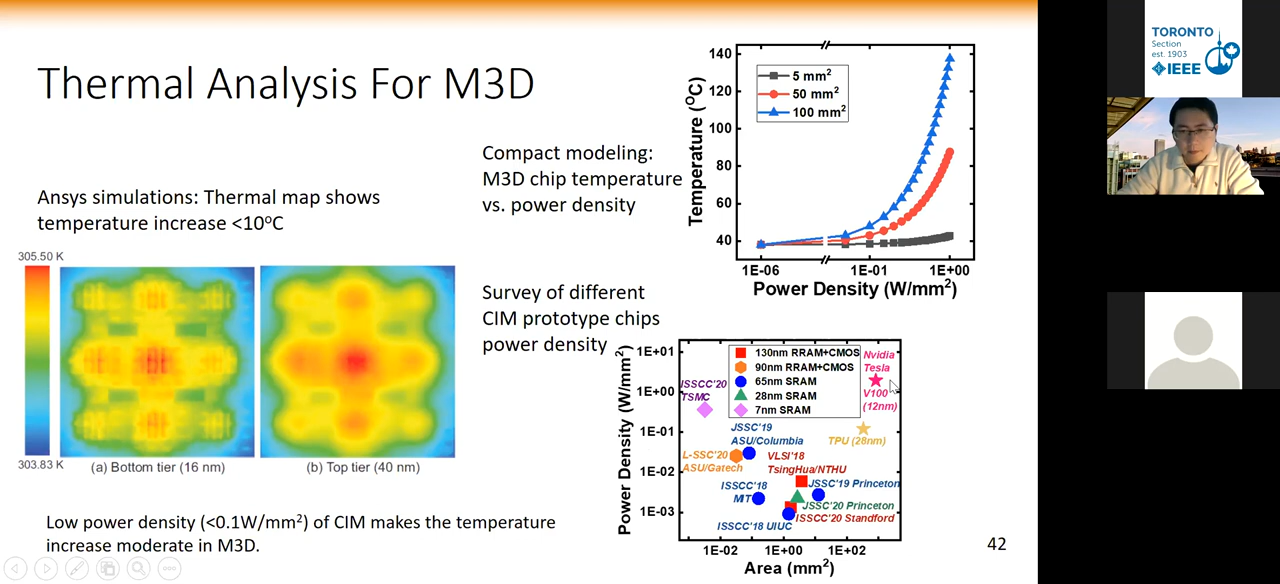 Thermal Analysis For M3D
Ansys simulations: Thermal map shows
temperature increase <10°C
305.50 K
303.83 K
(a) Bottom tier (16 nm)
(b) Top tier (40 nm)
Low power density (<0.1W/mm²) of CIM makes the temperature
increase moderate in M3D.
Compact modeling:
M3D chip temperature
vs. power density
Survey of different
CIM prototype chips
power density
Temperature (°C)
140
120
100
80
60
40
5 mm²
50 mm²
100 mm²
1E-06
1E-01
1E+00
Power Density (W/mm²)
Power Density (W/mm²)
1E+01
1E+00
1E-01
1E-02
1E-03
130nm RRAM+CMOS
90nm RRAM+CMOS
65nm SRAM
28nm SRAM
7nm SRAM
Nvidia
Tesla
V100
(12nm)
ISSCC'20
TSMC
TPU (28nm)
JSSC'19
ASU/Columbia
L-SSC'20
ASU/Gatech
VLSI'18
TsingHua/NTHU
ISSCC'18
MIT
JSSC'19 Princeton
JSSC'20 Princeton
ISSCC'20 Standford
ISSCC'18 UIUC
1E-02
1E+00
1E+02
Area (mm²)
42
TORONTO
Section
est. 1903
IEEE